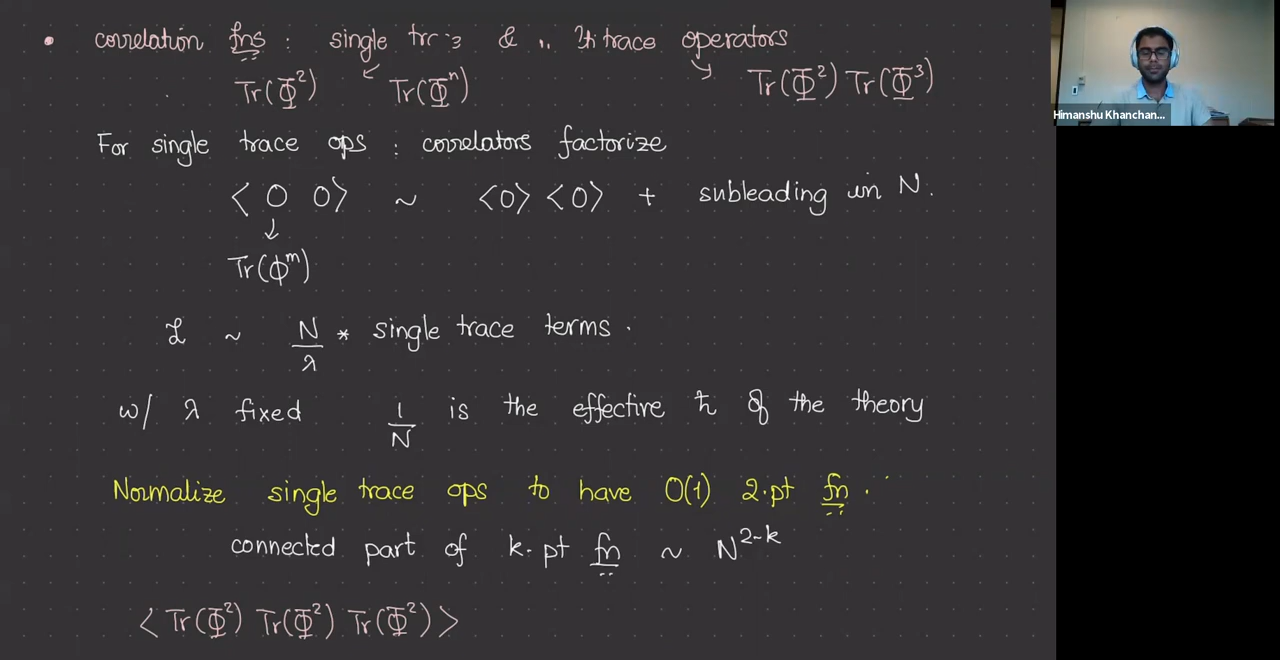 • correlation fns : single & trace operators
Tr(Φ²) Tr(Φⁿ) Tr(Φ²) Tr(Φ³)
For single trace ops : correlators factorize
⟨ O O⟩ ~ ⟨O⟩ ⟨O⟩ + subleading in N.
↓
Tr(Φᵐ)
ℒ ~ N/λ * single trace terms.
w/ λ fixed 1/N is the effective ħ of the theory
Normalize single trace ops to have O(1) 2.pt fn.
connected part of k.pt fn ~ N^{2-k}
⟨ Tr(Φ²) Tr(Φ²) Tr(Φ²) ⟩
Himanshu Khanchan...